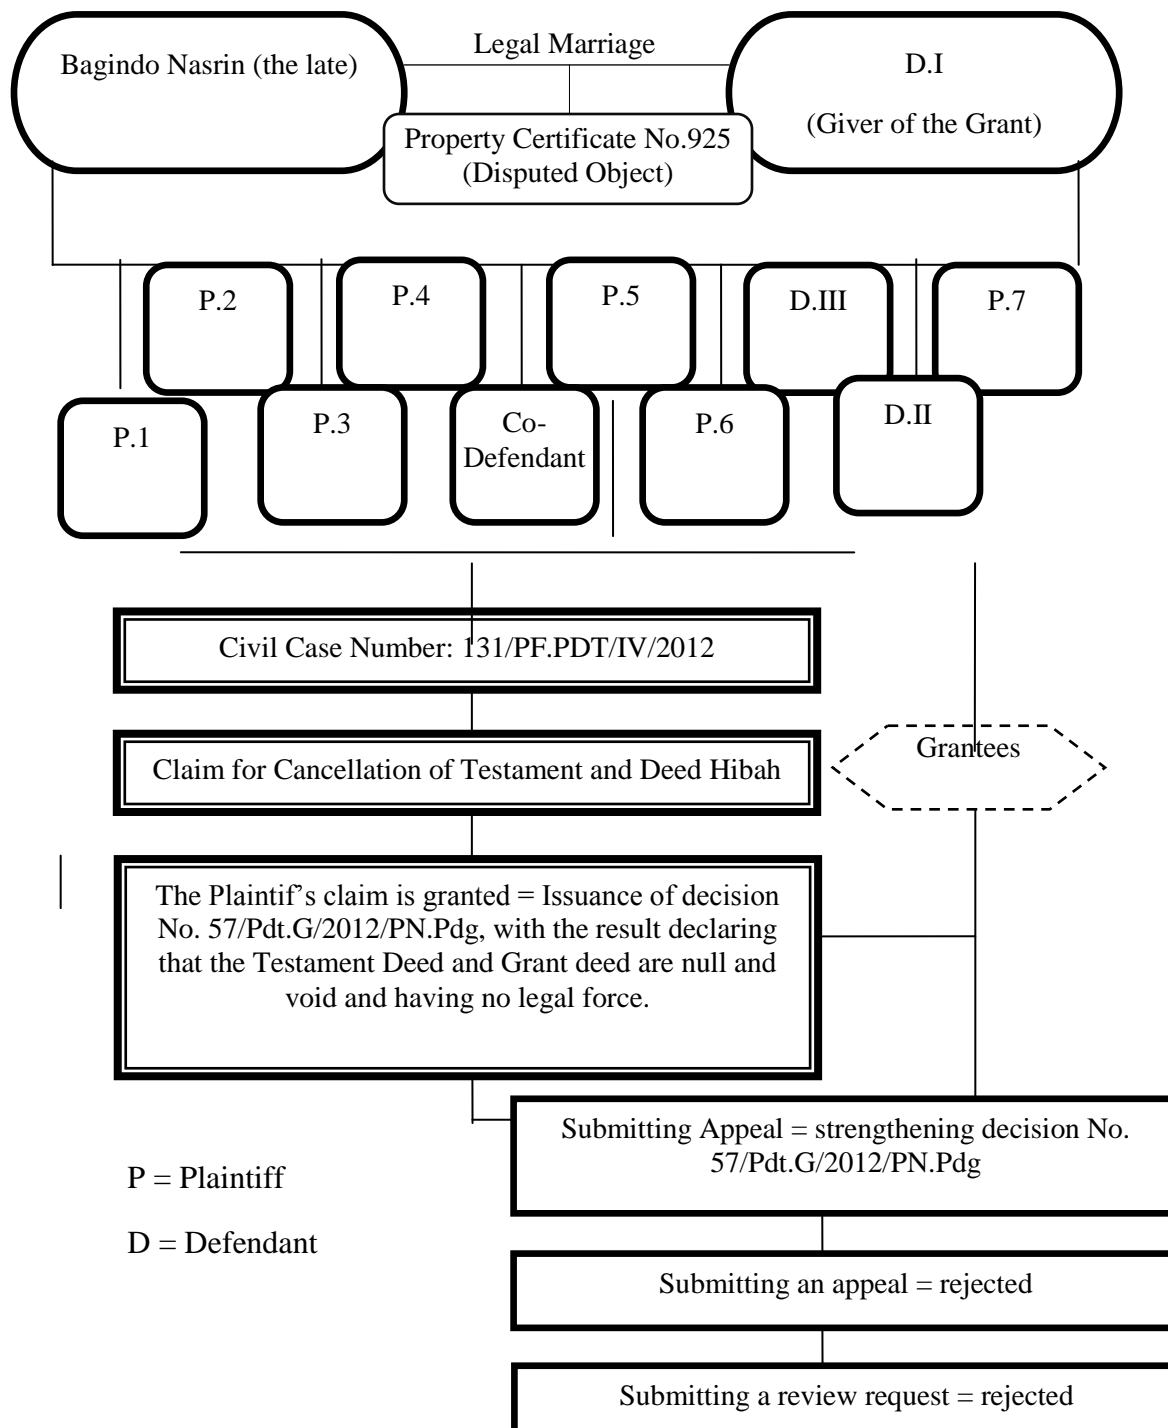 Legal Marriage
Bagindo Nasrin (the late)
D.I
(Giver of the Grant)
Property Certificate No.925
(Disputed Object)
P.2
P.4
P.5
D.III
P.7
P.1
P.3
Co-
Defendant
P.6
D.II
Civil Case Number: 131/PF.PDT/IV/2012
Claim for Cancellation of Testament and Deed Hibah
Grantees
The Plaintif’s claim is granted = Issuance of decision
No. 57/Pdt.G/2012/PN.Pdg, with the result declaring
that the Testament Deed and Grant deed are null and
void and having no legal force.
Submitting Appeal = strengthening decision No.
57/Pdt.G/2012/PN.Pdg
P = Plaintiff
D = Defendant
Submitting an appeal = rejected
Submitting a review request = rejected